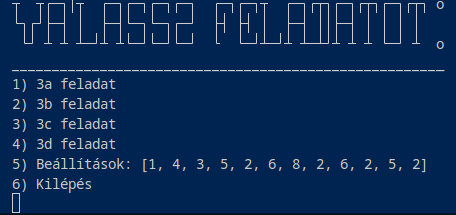 VÁLASSZ FELADATOT:
1) 3a feladat
2) 3b feladat
3) 3c feladat
4) 3d feladat
5) Beállítások: [1, 4, 3, 5, 2, 6, 8, 2, 6, 2, 5, 2]
6) Kilépés